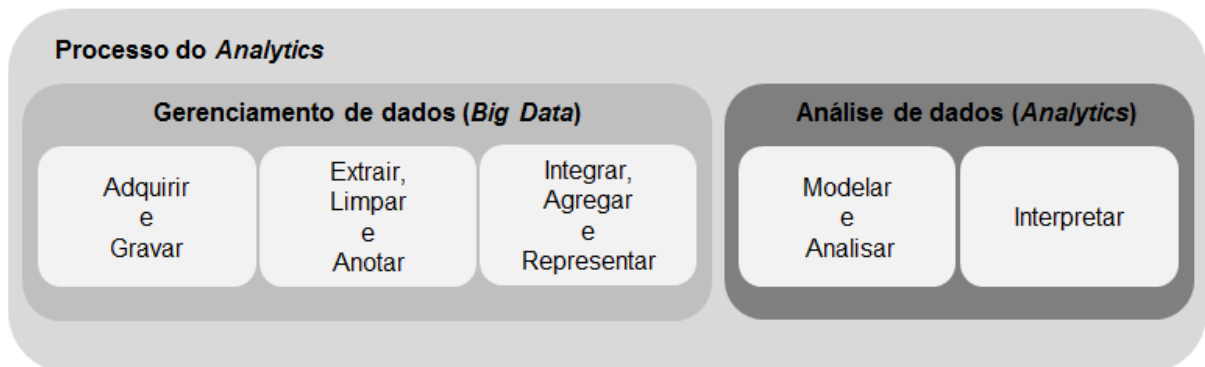 Processo do Analytics
Gerenciamento de dados (Big Data)
Adquirir
e
Gravar
Extrair,
Limpar
e
Anotar
Integrar,
Agregar
e
Representar
Análise de dados (Analytics)
Modelar
e
Analisar
Interpretar